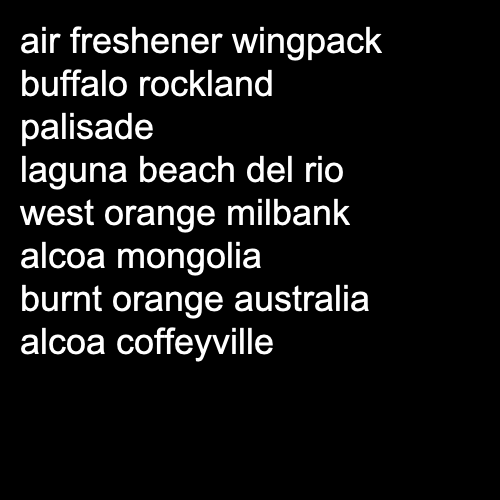 air freshener wingpack
buffalo rockland
palisade
laguna beach del rio
west orange milbank
alcoa mongolia
burnt orange australia
alcoa coffeyville